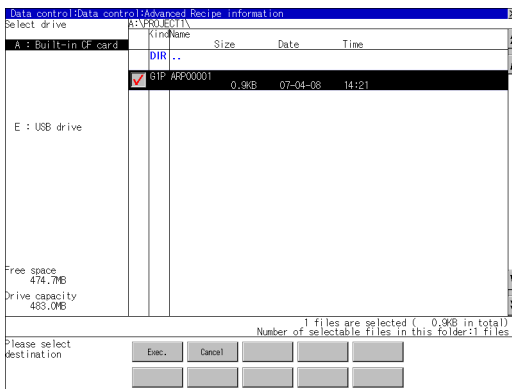 Data control:Data control:Advanced Recipe information
Select drive
A:\PROJECT1\
Kind Name
Size Date Time
A : Built-in CF card
DIR ..
G1P ARP00001
0.9KB 07-04-08 14:21
E : USB drive
Free space
474.7MB
Drive capacity
483.0MB
1 files are selected ( 0.9KB in total)
Number of selectable files in this folder:1 files
Please select
destination
Exec. Cancel